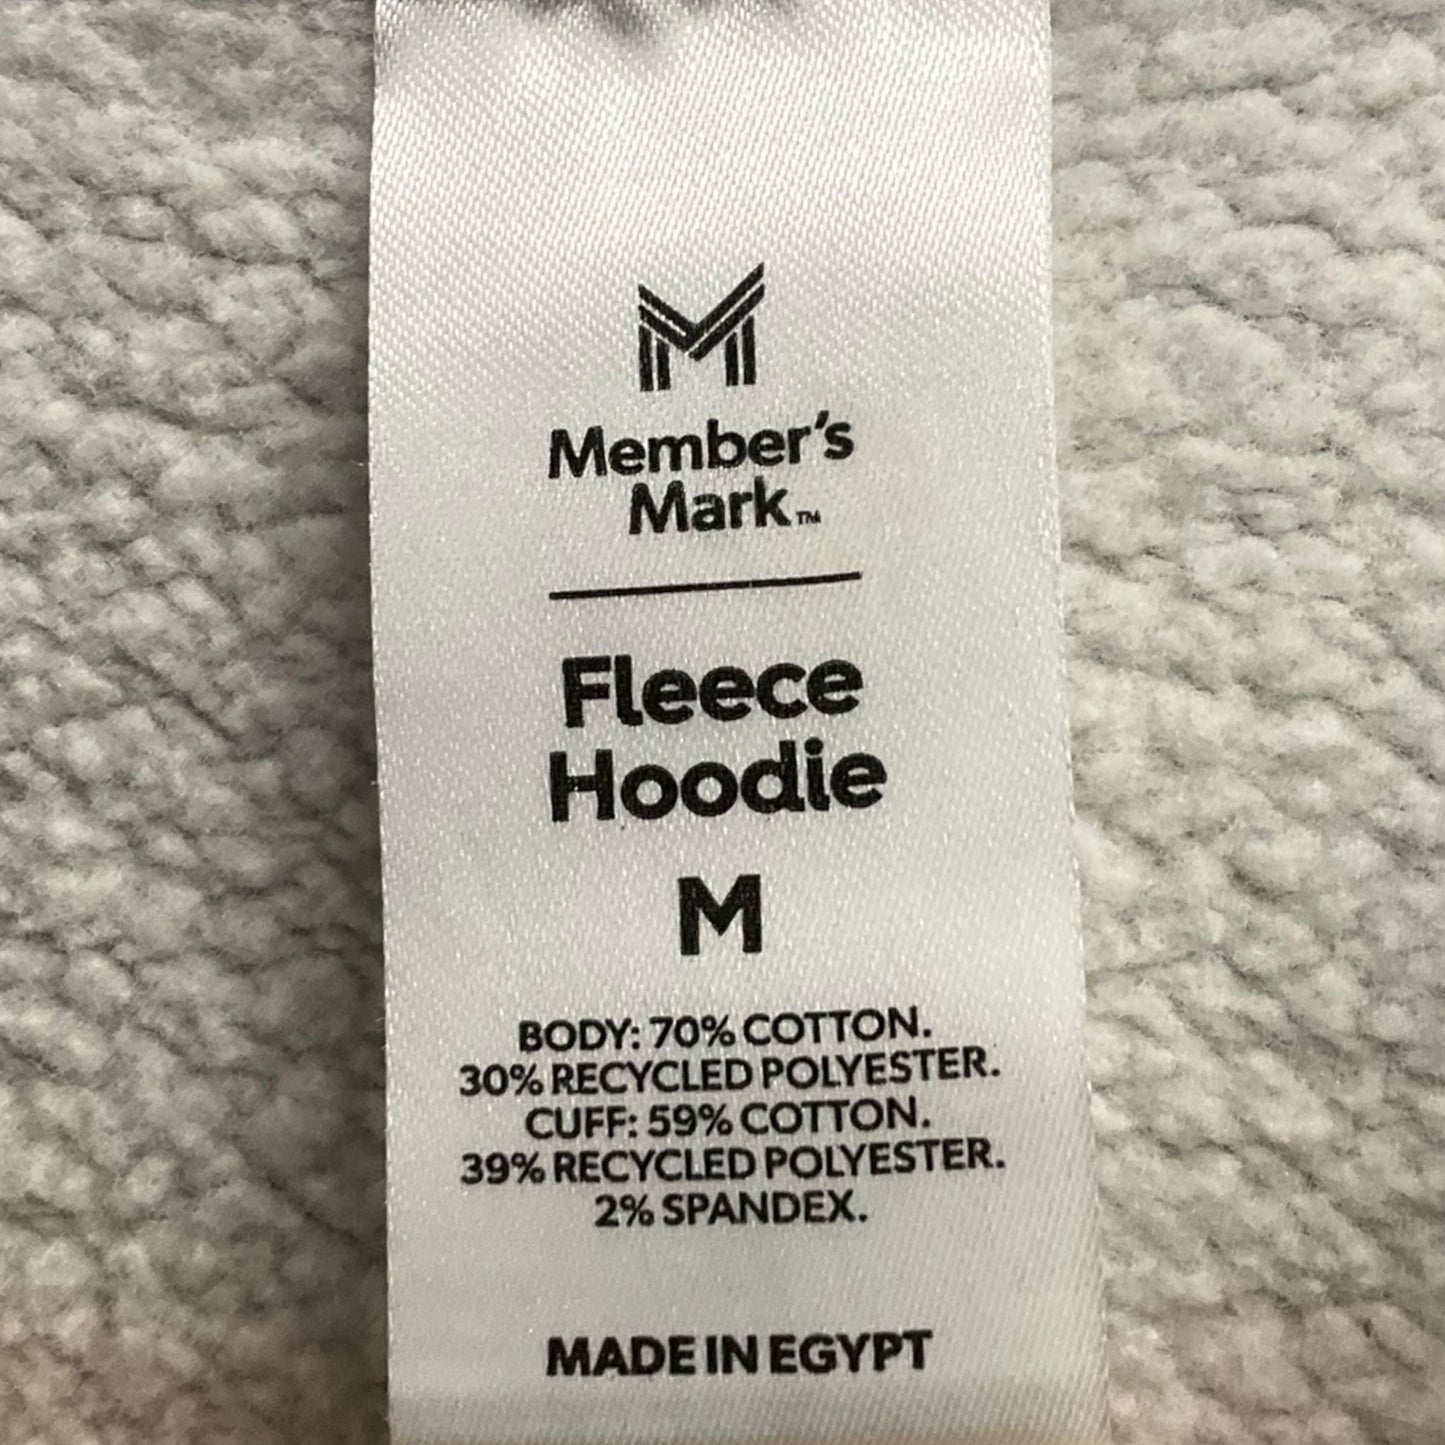 Member's
Mark™
Fleece
Hoodie
M
BODY: 70% COTTON.
30% RECYCLED POLYESTER.
CUFF: 59% COTTON.
39% RECYCLED POLYESTER.
2% SPANDEX.
MADE IN EGYPT